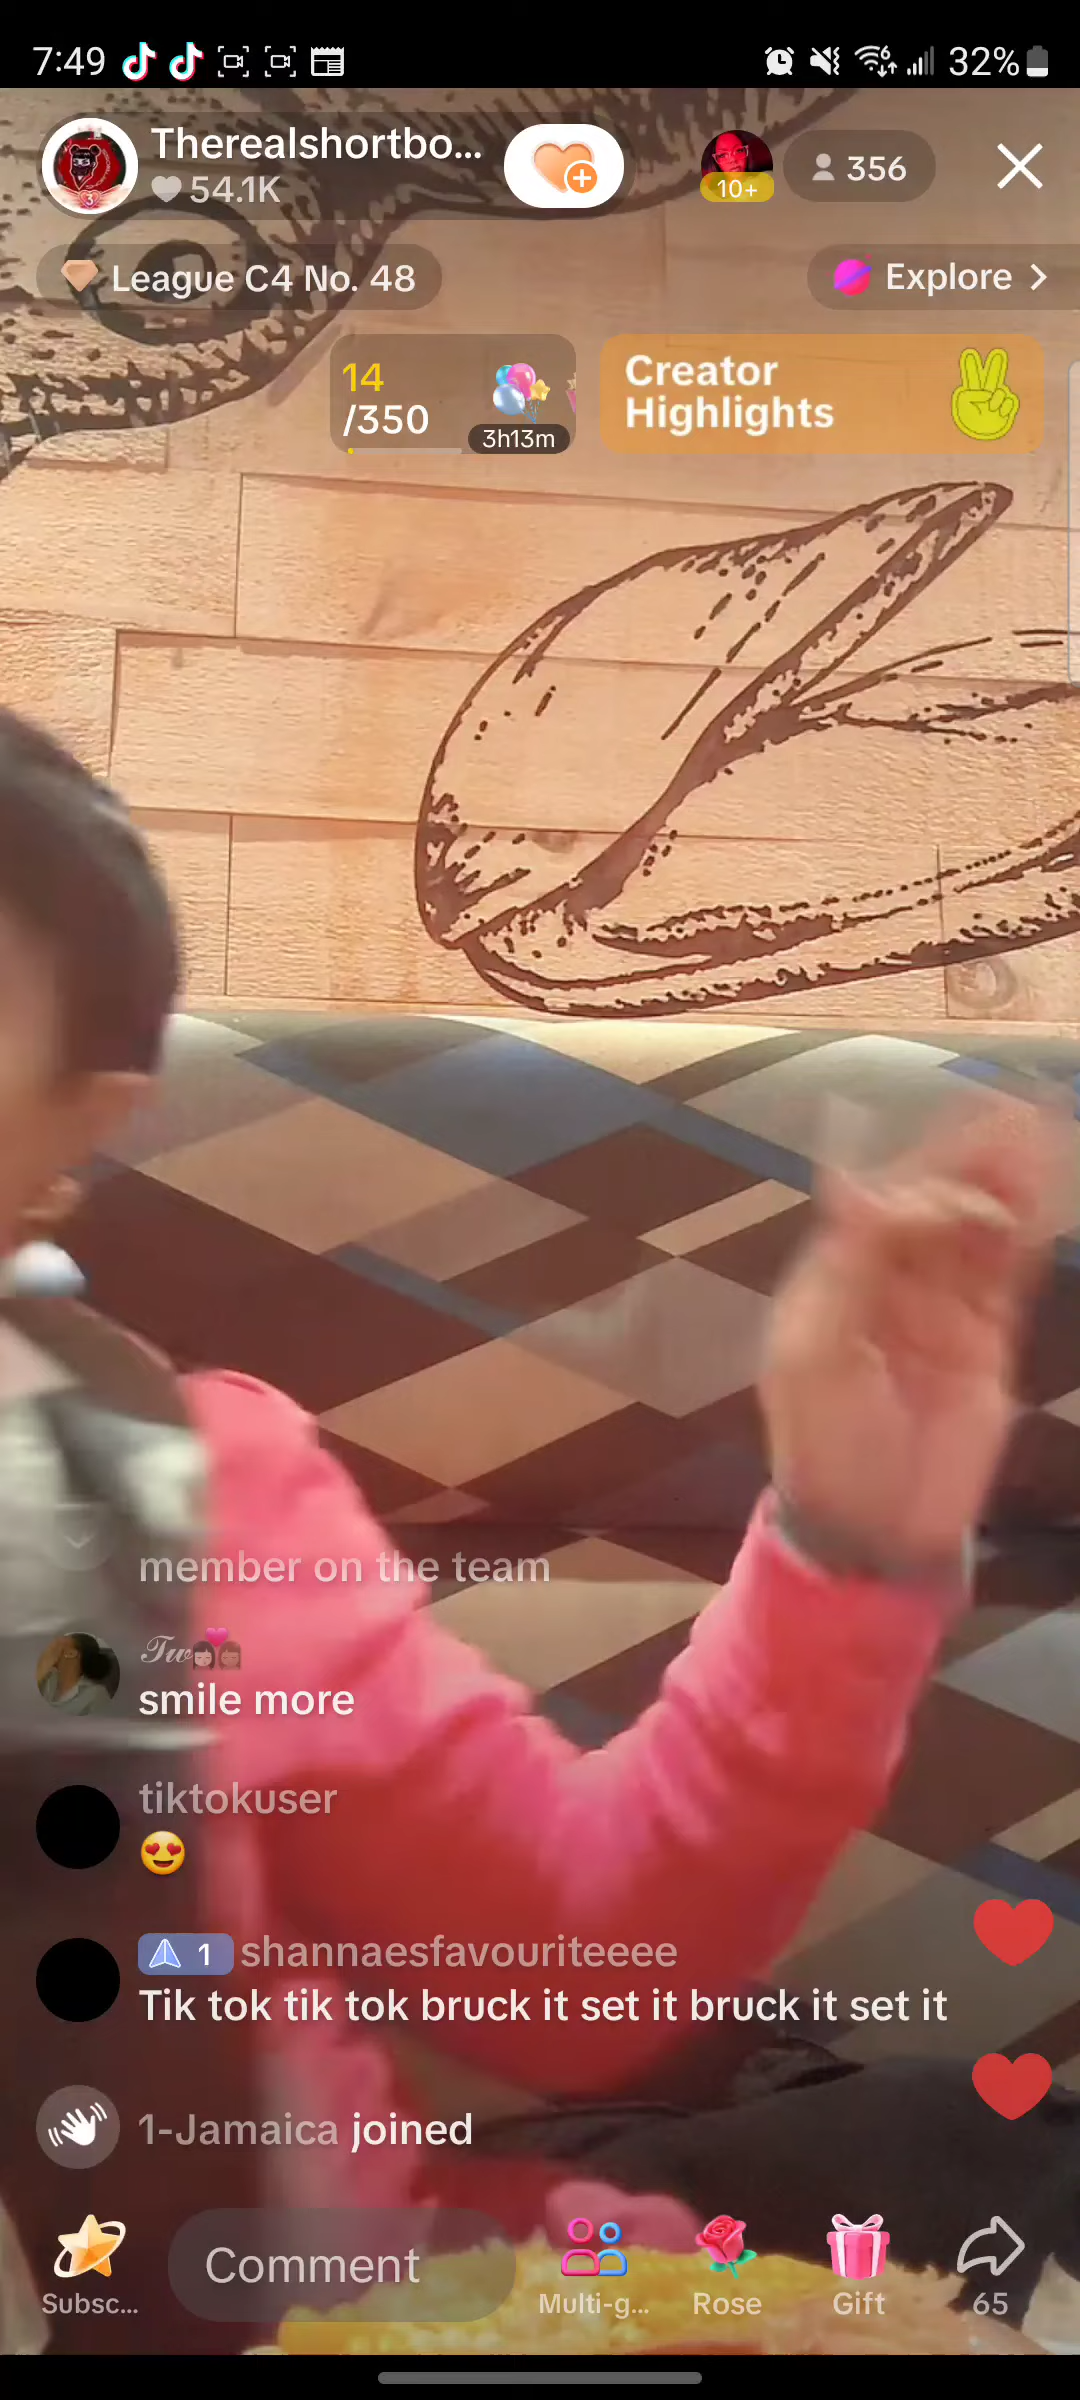 7:49
32%
Therealshortbo...
54.1K
10+
356
League C4 No. 48
Explore
14
/350
3h13m
Creator
Highlights
member on the team
𝒯𝓌
smile more
tiktokuser
1 shannaesfavouriteeee
Tik tok tik tok bruck it set it bruck it set it
1-Jamaica joined
Subsc...
Comment
Multi-g...
Rose
Gift
65